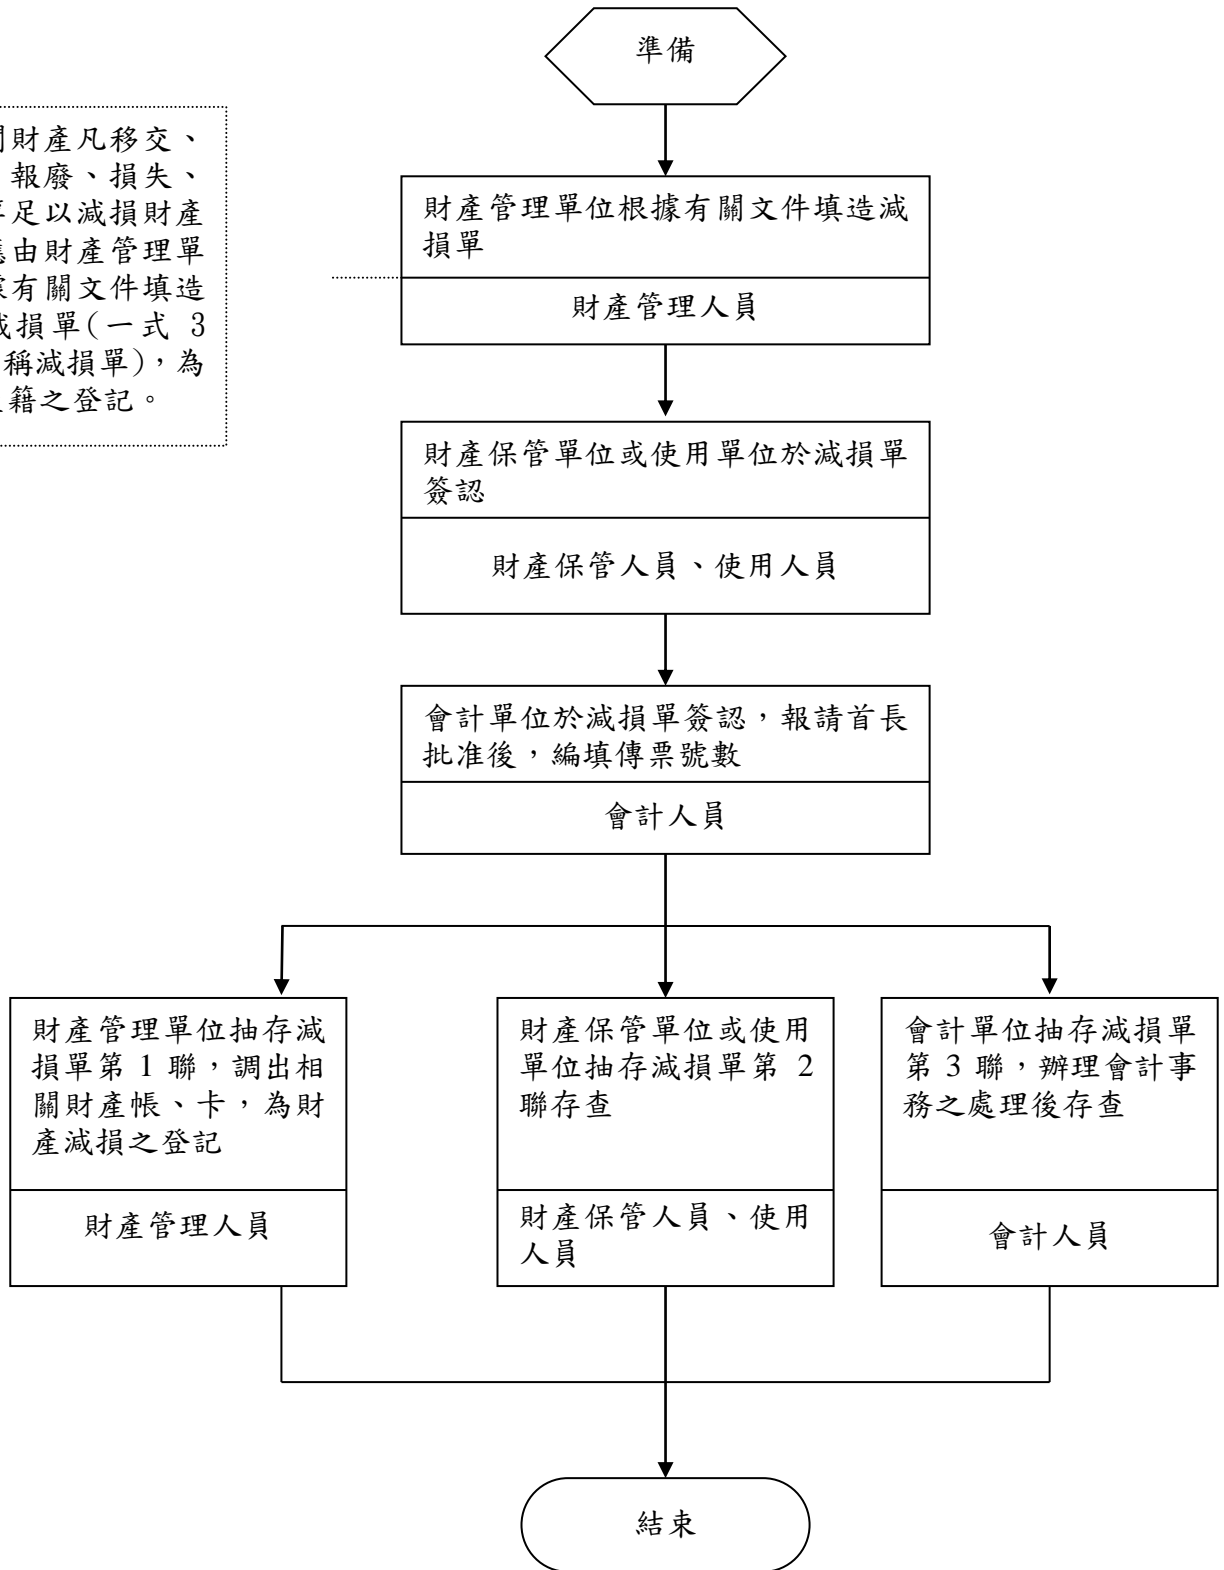 準備
財產凡移交、
報廢、損失、
足以減損財產
由財產管理單
有關文件填造
減損單(一式 3
稱減損單)，為
籍之登記。
財產管理單位根據有關文件填造減
損單
財產管理人員
財產保管單位或使用單位於減損單
簽認
財產保管人員、使用人員
會計單位於減損單簽認，報請首長
批准後，編填傳票號數
會計人員
財產管理單位抽存減
損單第 1 聯，調出相
關財產帳、卡，為財
產減損之登記
財產管理人員
財產保管單位或使用
單位抽存減損單第 2
聯存查
財產保管人員、使用
人員
會計單位抽存減損單
第 3 聯，辦理會計事
務之處理後存查
會計人員
結束